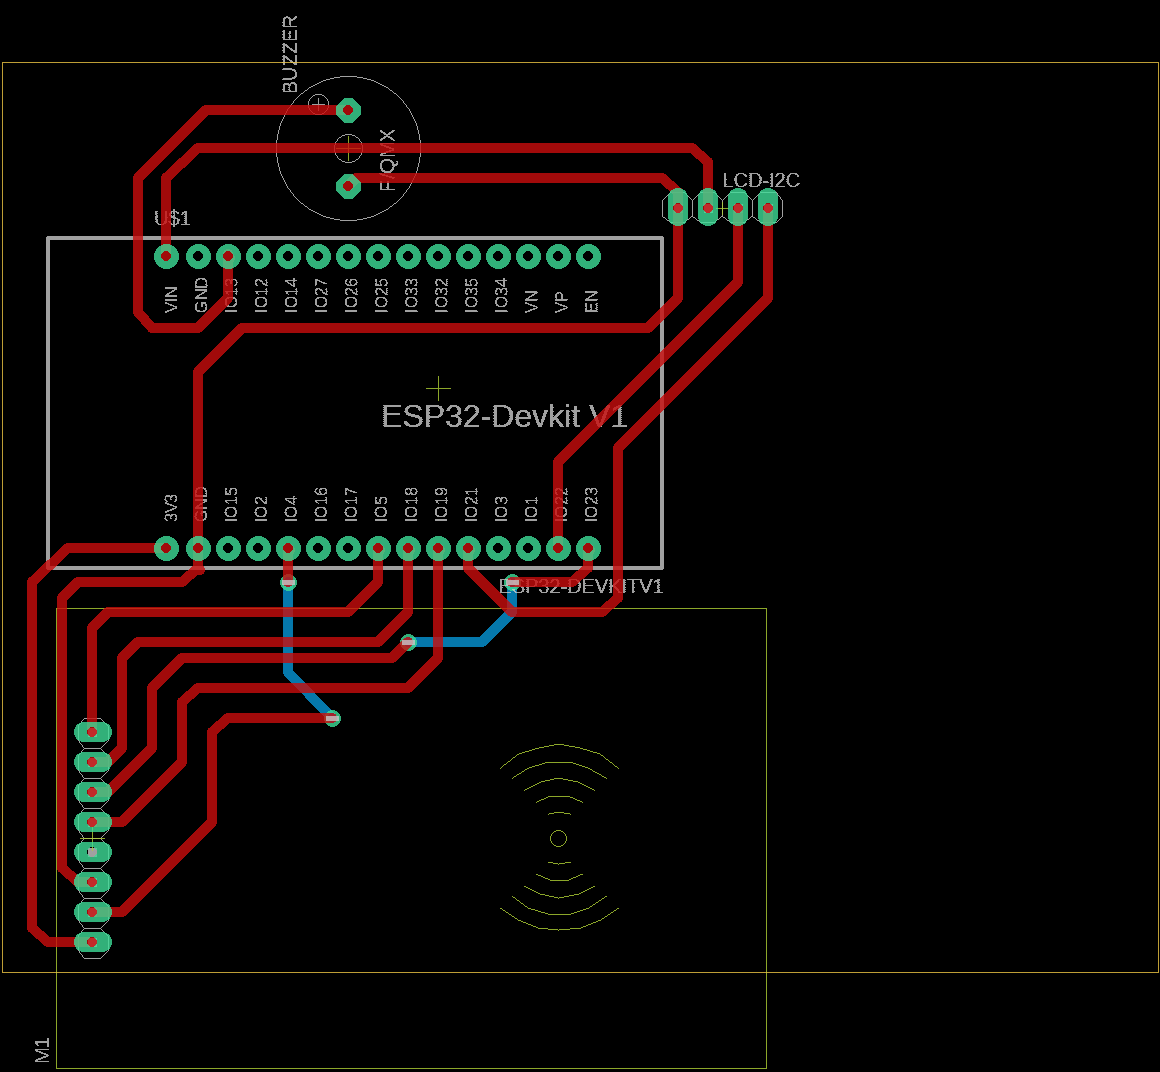 BUZZER
F/QMX
LCD-I2C
U$1
VIN
GND
IO13
IO12
IO14
IO27
IO26
IO25
IO33
IO32
IO35
IO34
VN
VP
EN
ESP32-Devkit V1
3V3
GND
IO15
IO2
IO4
IO16
IO17
IO5
IO18
IO19
IO21
IO3
IO1
IO22
IO23
ESP32-DEVKITV1
M1